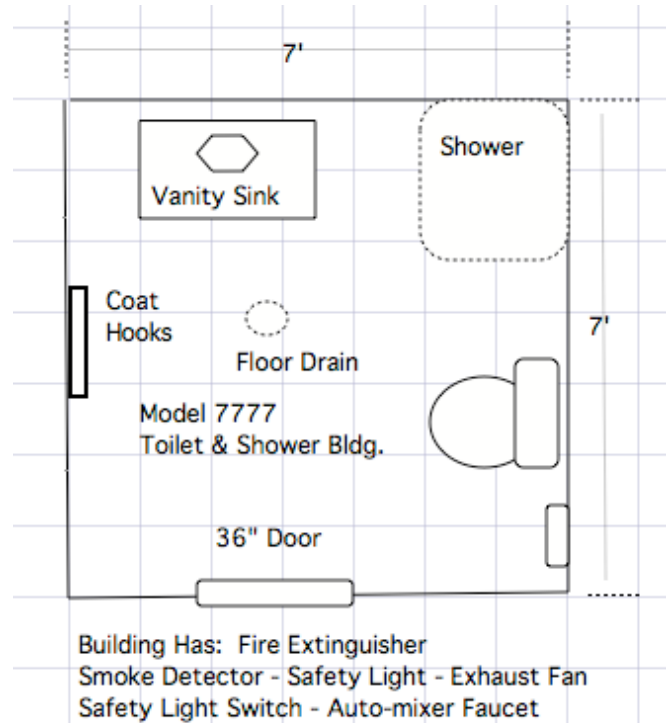 7'
Shower
Vanity Sink
Coat
Hooks
7'
Floor Drain
Model 7777
Toilet & Shower Bldg.
36" Door
Building Has:  Fire Extinguisher
Smoke Detector - Safety Light - Exhaust Fan
Safety Light Switch - Auto-mixer Faucet